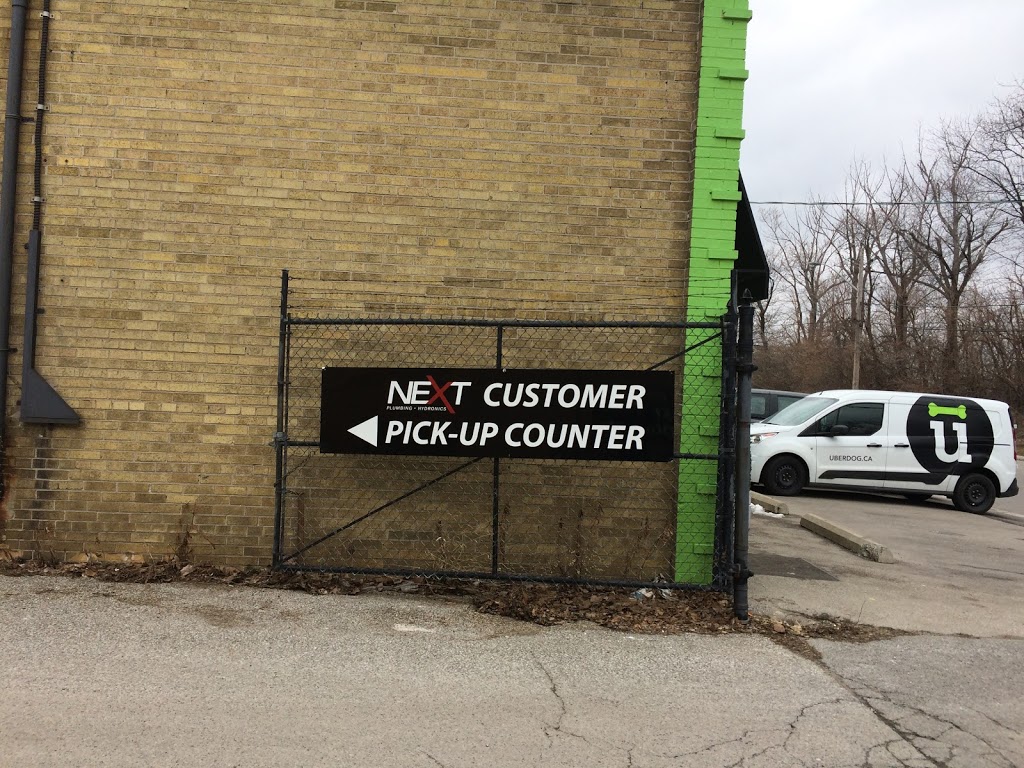 NEXT CUSTOMER
PLUMBING • HYDRONICS
PICK-UP COUNTER
UBERDOG.CA
u